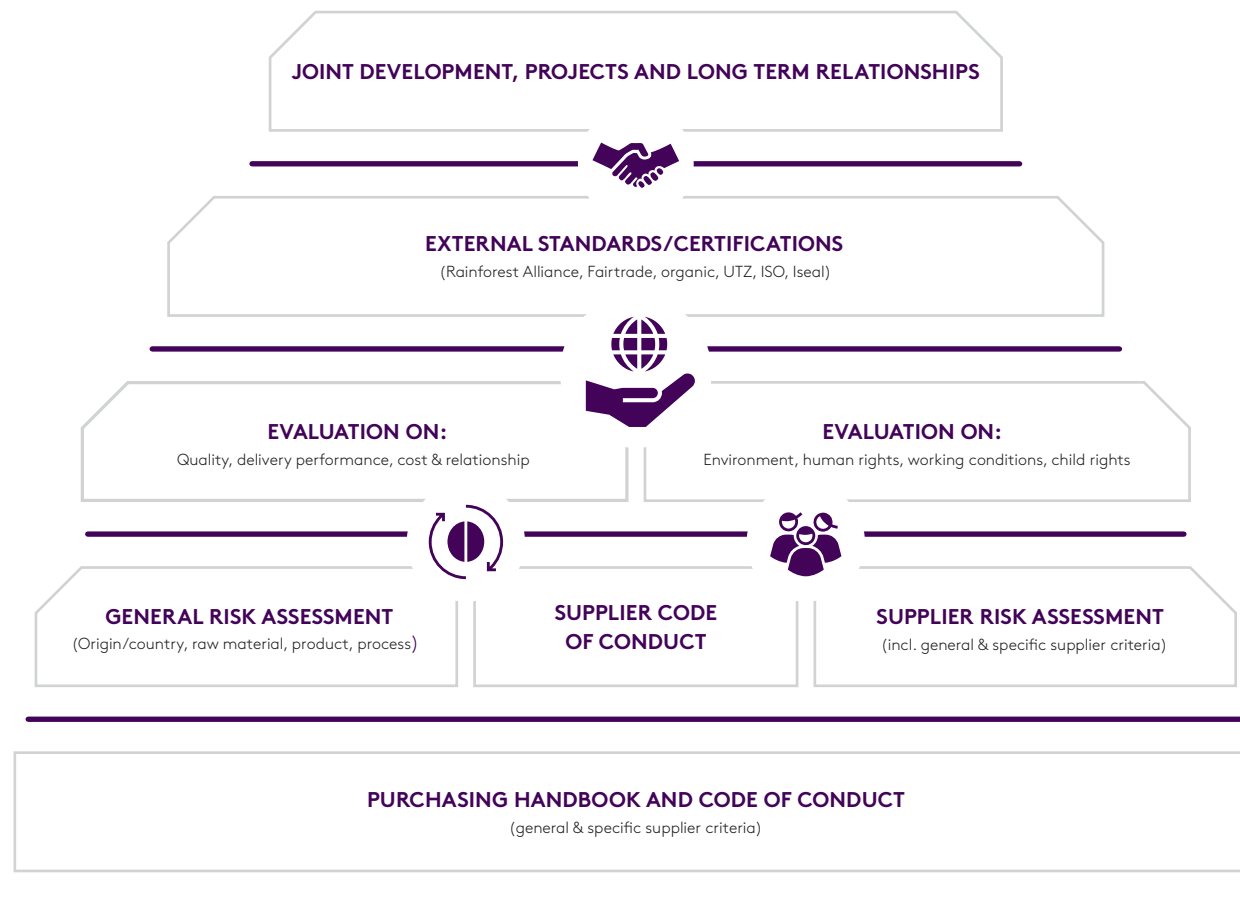 JOINT DEVELOPMENT, PROJECTS AND LONG TERM RELATIONSHIPS
EXTERNAL STANDARDS/CERTIFICATIONS
(Rainforest Alliance, Fairtrade, organic, UTZ, ISO, Iseal)
EVALUATION ON:
Quality, delivery performance, cost & relationship
EVALUATION ON:
Environment, human rights, working conditions, child rights
GENERAL RISK ASSESSMENT
(Origin/country, raw material, product, process)
SUPPLIER CODE
OF CONDUCT
SUPPLIER RISK ASSESSMENT
(incl. general & specific supplier criteria)
PURCHASING HANDBOOK AND CODE OF CONDUCT
(general & specific supplier criteria)